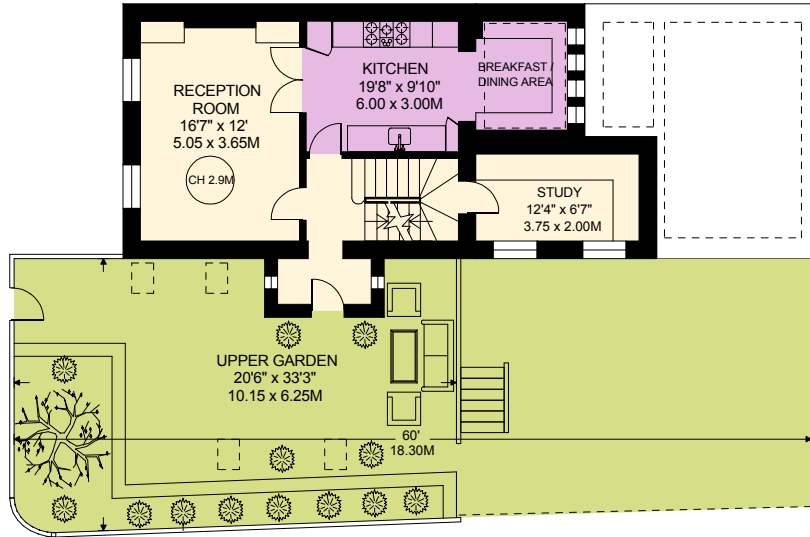 RECEPTION
ROOM
16'7" x 12'
5.05 x 3.65M
CH 2.9M
KITCHEN
19'8" x 9'10"
6.00 x 3.00M
BREAKFAST /
DINING AREA
STUDY
12'4" x 6'7"
3.75 x 2.00M
UPPER GARDEN
20'6" x 33'3"
10.15 x 6.25M
60'
18.30M